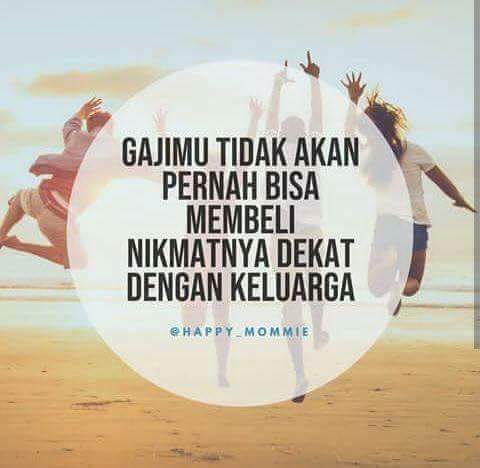 GAJIMU TIDAK AKAN
PERNAH BISA
MEMBELI
NIKMATNYA DEKAT
DENGAN KELUARGA
@HAPPY_MOMMIE